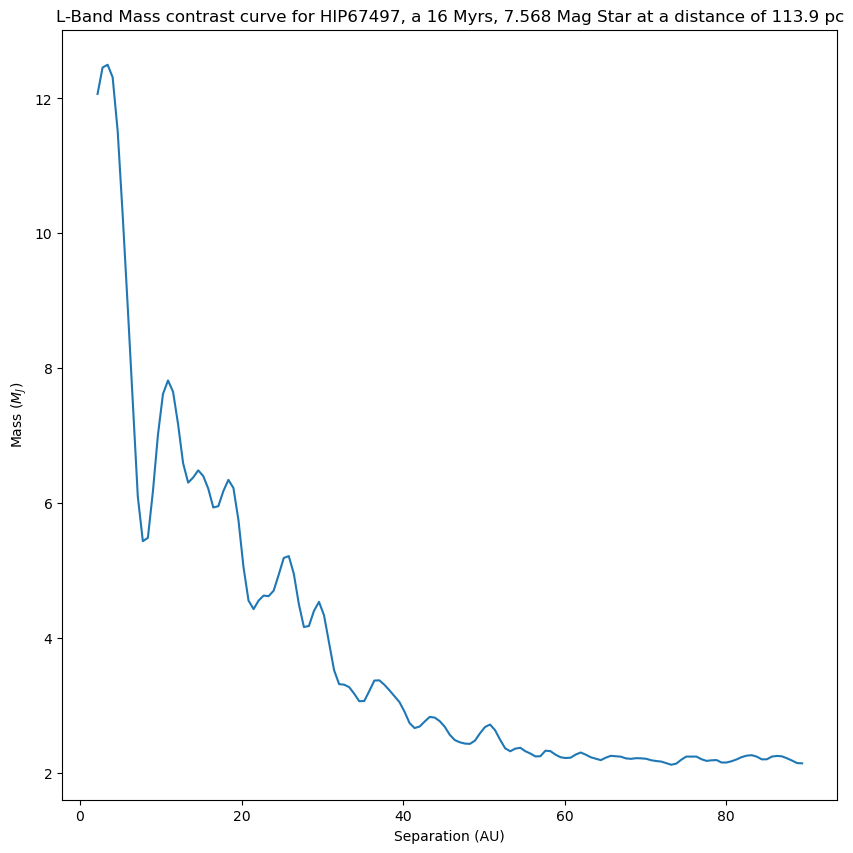 L-Band Mass contrast curve for HIP67497, a 16 Myrs, 7.568 Mag Star at a distance of 113.9 pc
12
10
8
6
4
2
Mass (M_J)
0 20 40 60 80
Separation (AU)